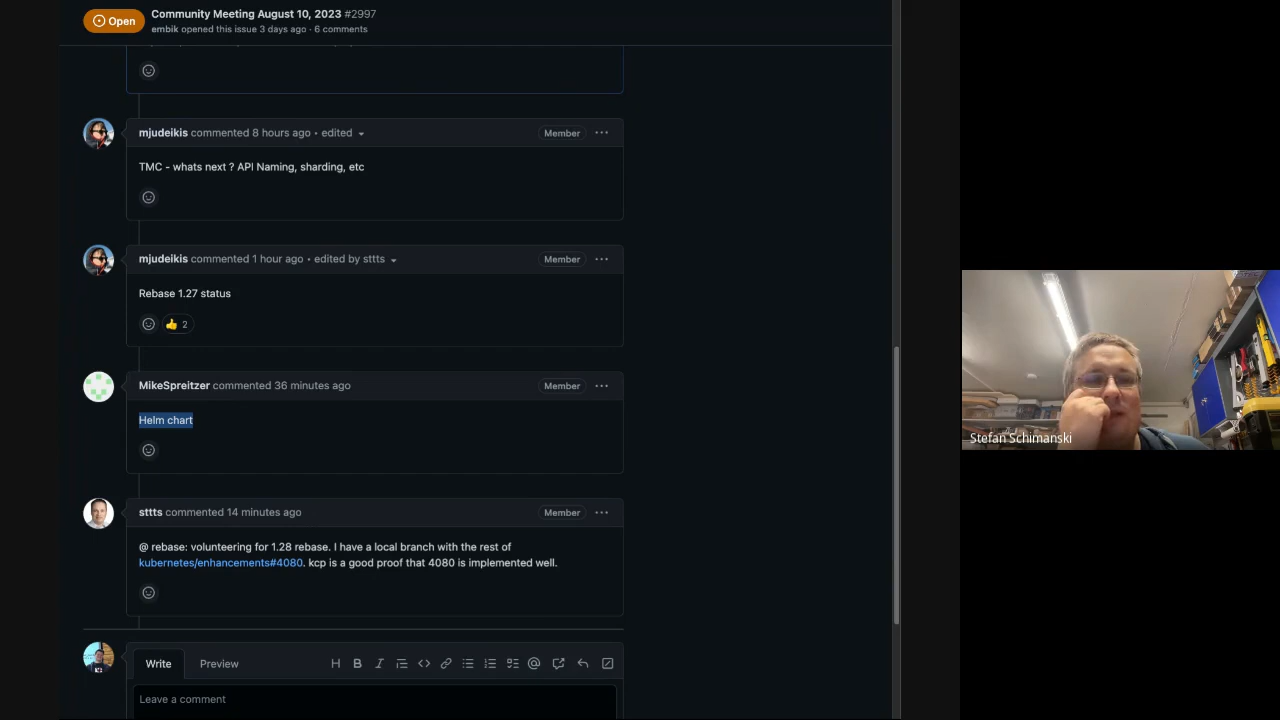 Open
Community Meeting August 10, 2023 #2997
embik opened this issue 3 days ago · 6 comments
mjudeikis commented 8 hours ago • edited
Member
TMC - whats next ? API Naming, sharding, etc
mjudeikis commented 1 hour ago • edited by sttts
Member
Rebase 1.27 status
👍 2
MikeSpreitzer commented 36 minutes ago
Member
Helm chart
sttts commented 14 minutes ago
Member
@ rebase: volunteering for 1.28 rebase. I have a local branch with the rest of
kubernetes/enhancements#4080. kcp is a good proof that 4080 is implemented well.
Write
Preview
Leave a comment
Stefan Schimanski